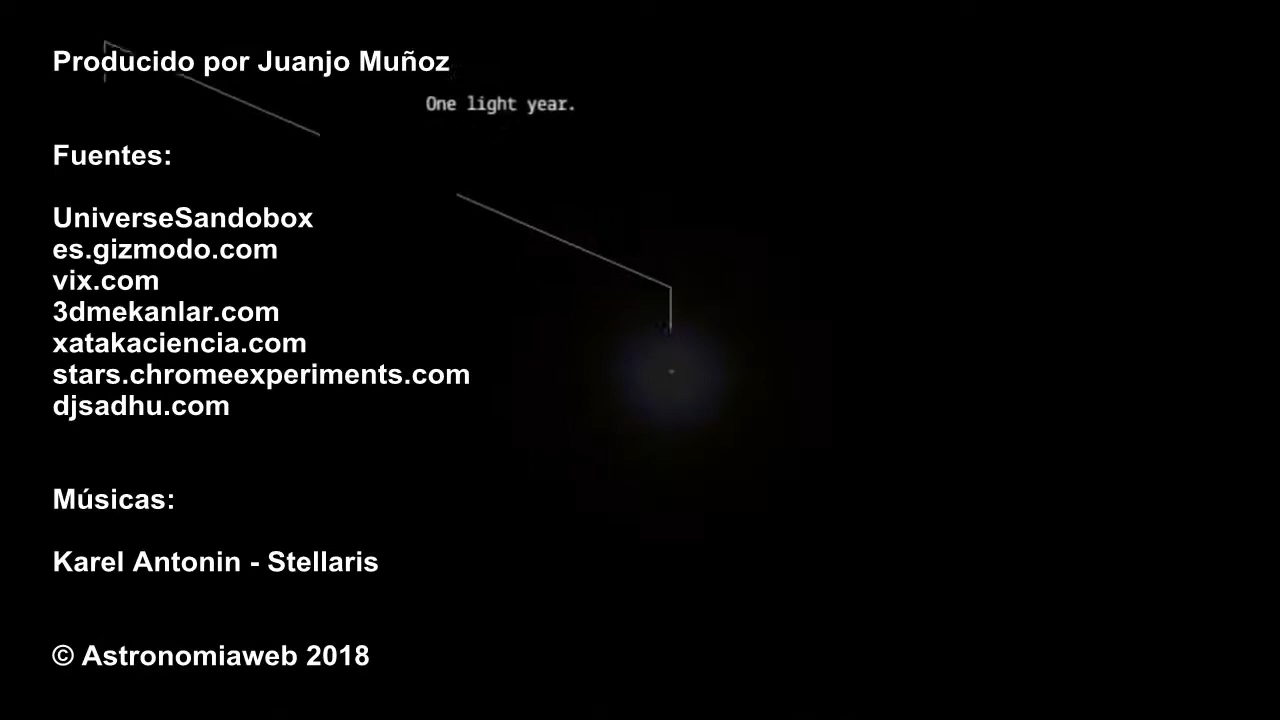 Producido por Juanjo Muñoz
One light year.
Fuentes:
UniverseSandobox
es.gizmodo.com
vix.com
3dmekanlar.com
xatakaciencia.com
stars.chromeexperiments.com
djsadhu.com
Músicas:
Karel Antonin - Stellaris
© Astronomiaweb 2018